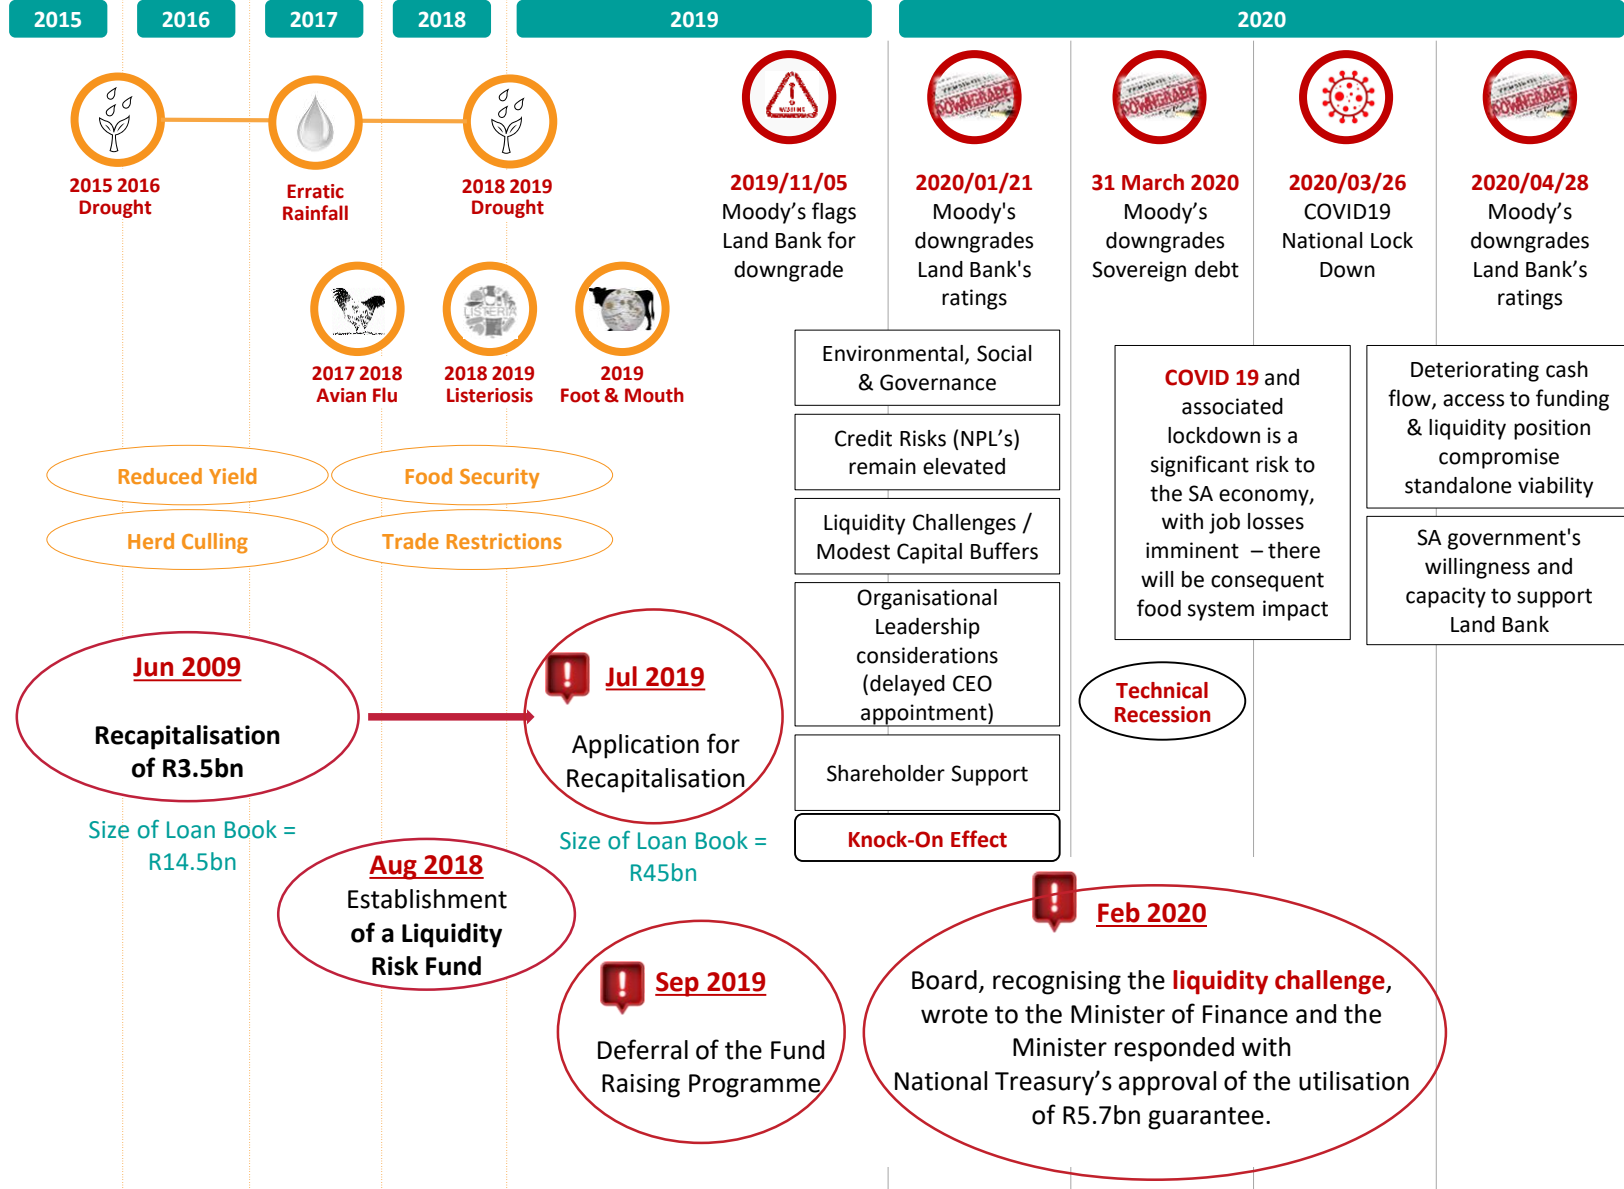 2015
2016
2017
2018
2019
2020
2015 2016
Drought
Erratic
Rainfall
2018 2019
Drought
WARNING
2019/11/05
Moody’s flags
Land Bank for
downgrade
DOWNGRADE
2020/01/21
Moody's
downgrades
Land Bank's
ratings
DOWNGRADE
31 March 2020
Moody’s
downgrades
Sovereign debt
2020/03/26
COVID19
National Lock
Down
DOWNGRADE
2020/04/28
Moody’s
downgrades
Land Bank’s
ratings
2017 2018
Avian Flu
LISTERIA
2018 2019
Listeriosis
2019
Foot & Mouth
Reduced Yield
Food Security
Herd Culling
Trade Restrictions
Environmental, Social
& Governance
Credit Risks (NPL’s)
remain elevated
Liquidity Challenges /
Modest Capital Buffers
Organisational
Leadership
considerations
(delayed CEO
appointment)
Shareholder Support
Knock-On Effect
COVID 19 and
associated
lockdown is a
significant risk to
the SA economy,
with job losses
imminent – there
will be consequent
food system impact
Technical
Recession
Deteriorating cash
flow, access to funding
& liquidity position
compromise
standalone viability
SA government's
willingness and
capacity to support
Land Bank
Jun 2009
Recapitalisation
of R3.5bn
Size of Loan Book =
R14.5bn
Jul 2019
Application for
Recapitalisation
Size of Loan Book =
R45bn
Aug 2018
Establishment
of a Liquidity
Risk Fund
Sep 2019
Deferral of the Fund
Raising Programme
Feb 2020
Board, recognising the liquidity challenge,
wrote to the Minister of Finance and the
Minister responded with
National Treasury’s approval of the utilisation
of R5.7bn guarantee.